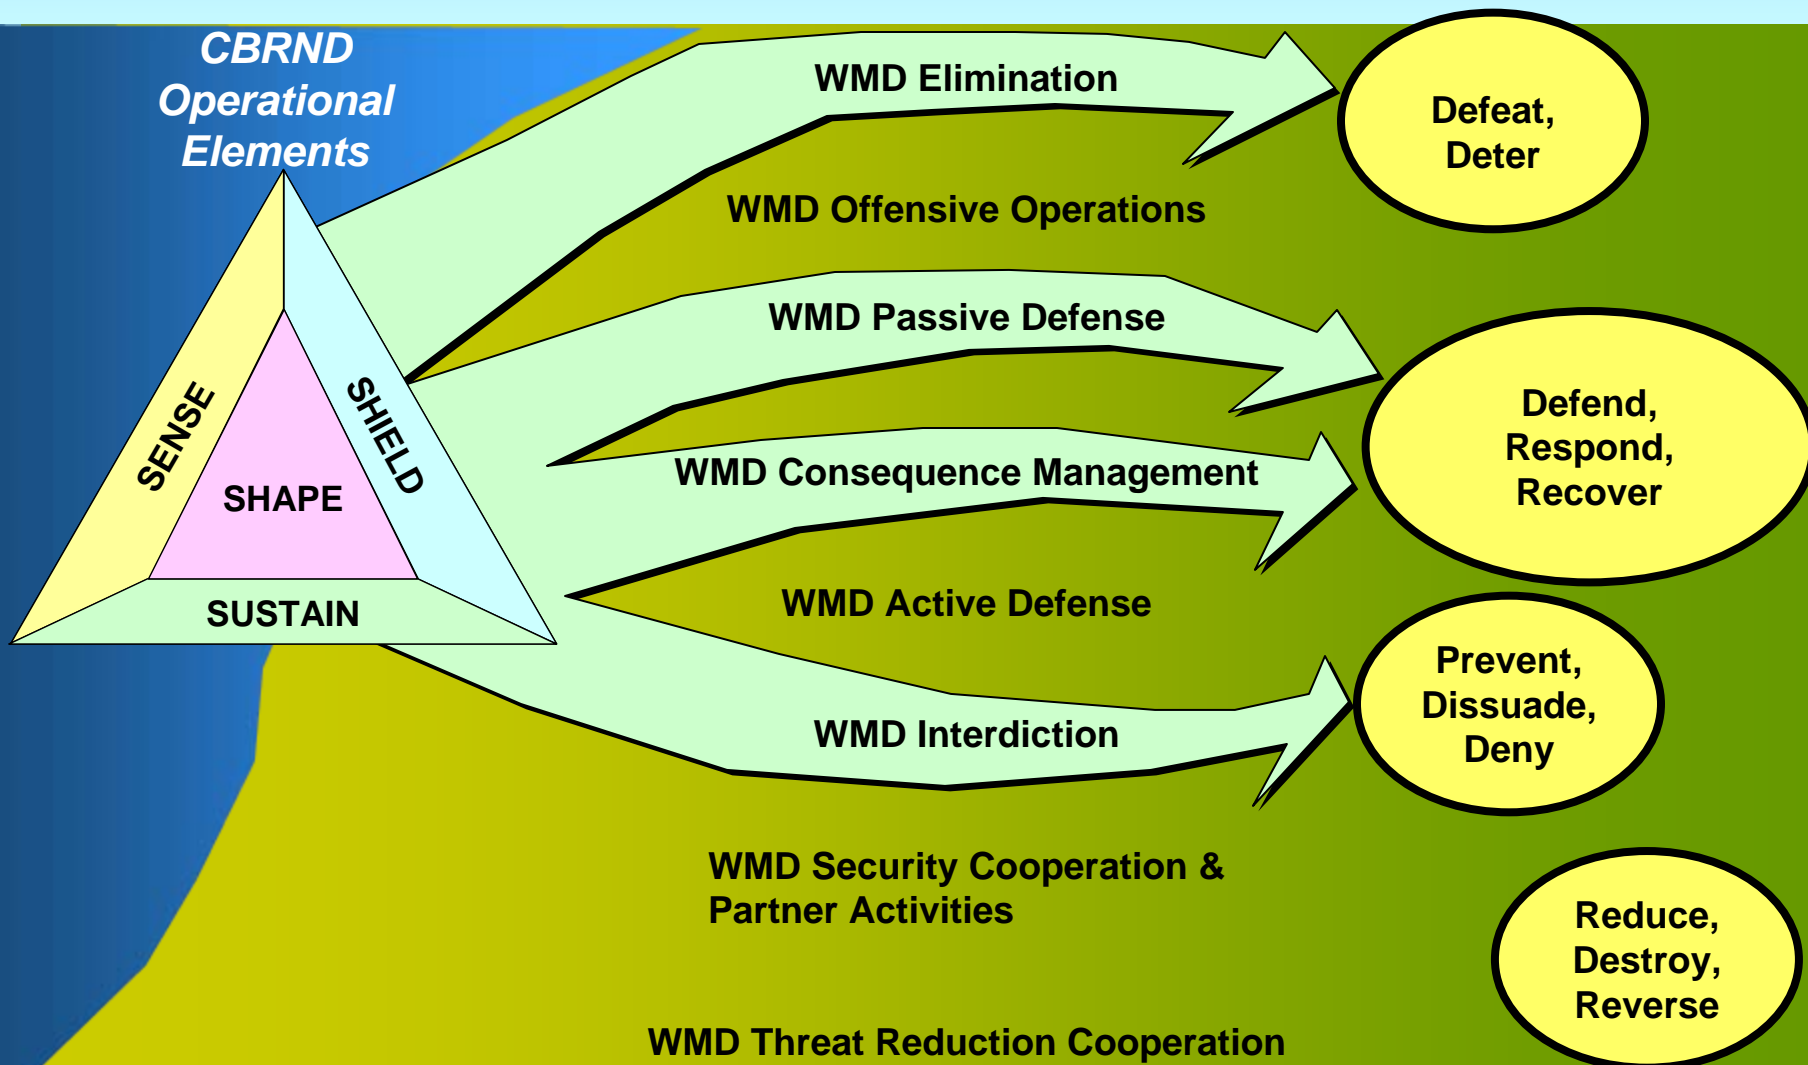 CBRND
Operational
Elements
SENSE
SHIELD
SHAPE
SUSTAIN
WMD Elimination
WMD Offensive Operations
WMD Passive Defense
WMD Consequence Management
WMD Active Defense
WMD Interdiction
WMD Security Cooperation &
Partner Activities
WMD Threat Reduction Cooperation
Defeat,
Deter
Defend,
Respond,
Recover
Prevent,
Dissuade,
Deny
Reduce,
Destroy,
Reverse